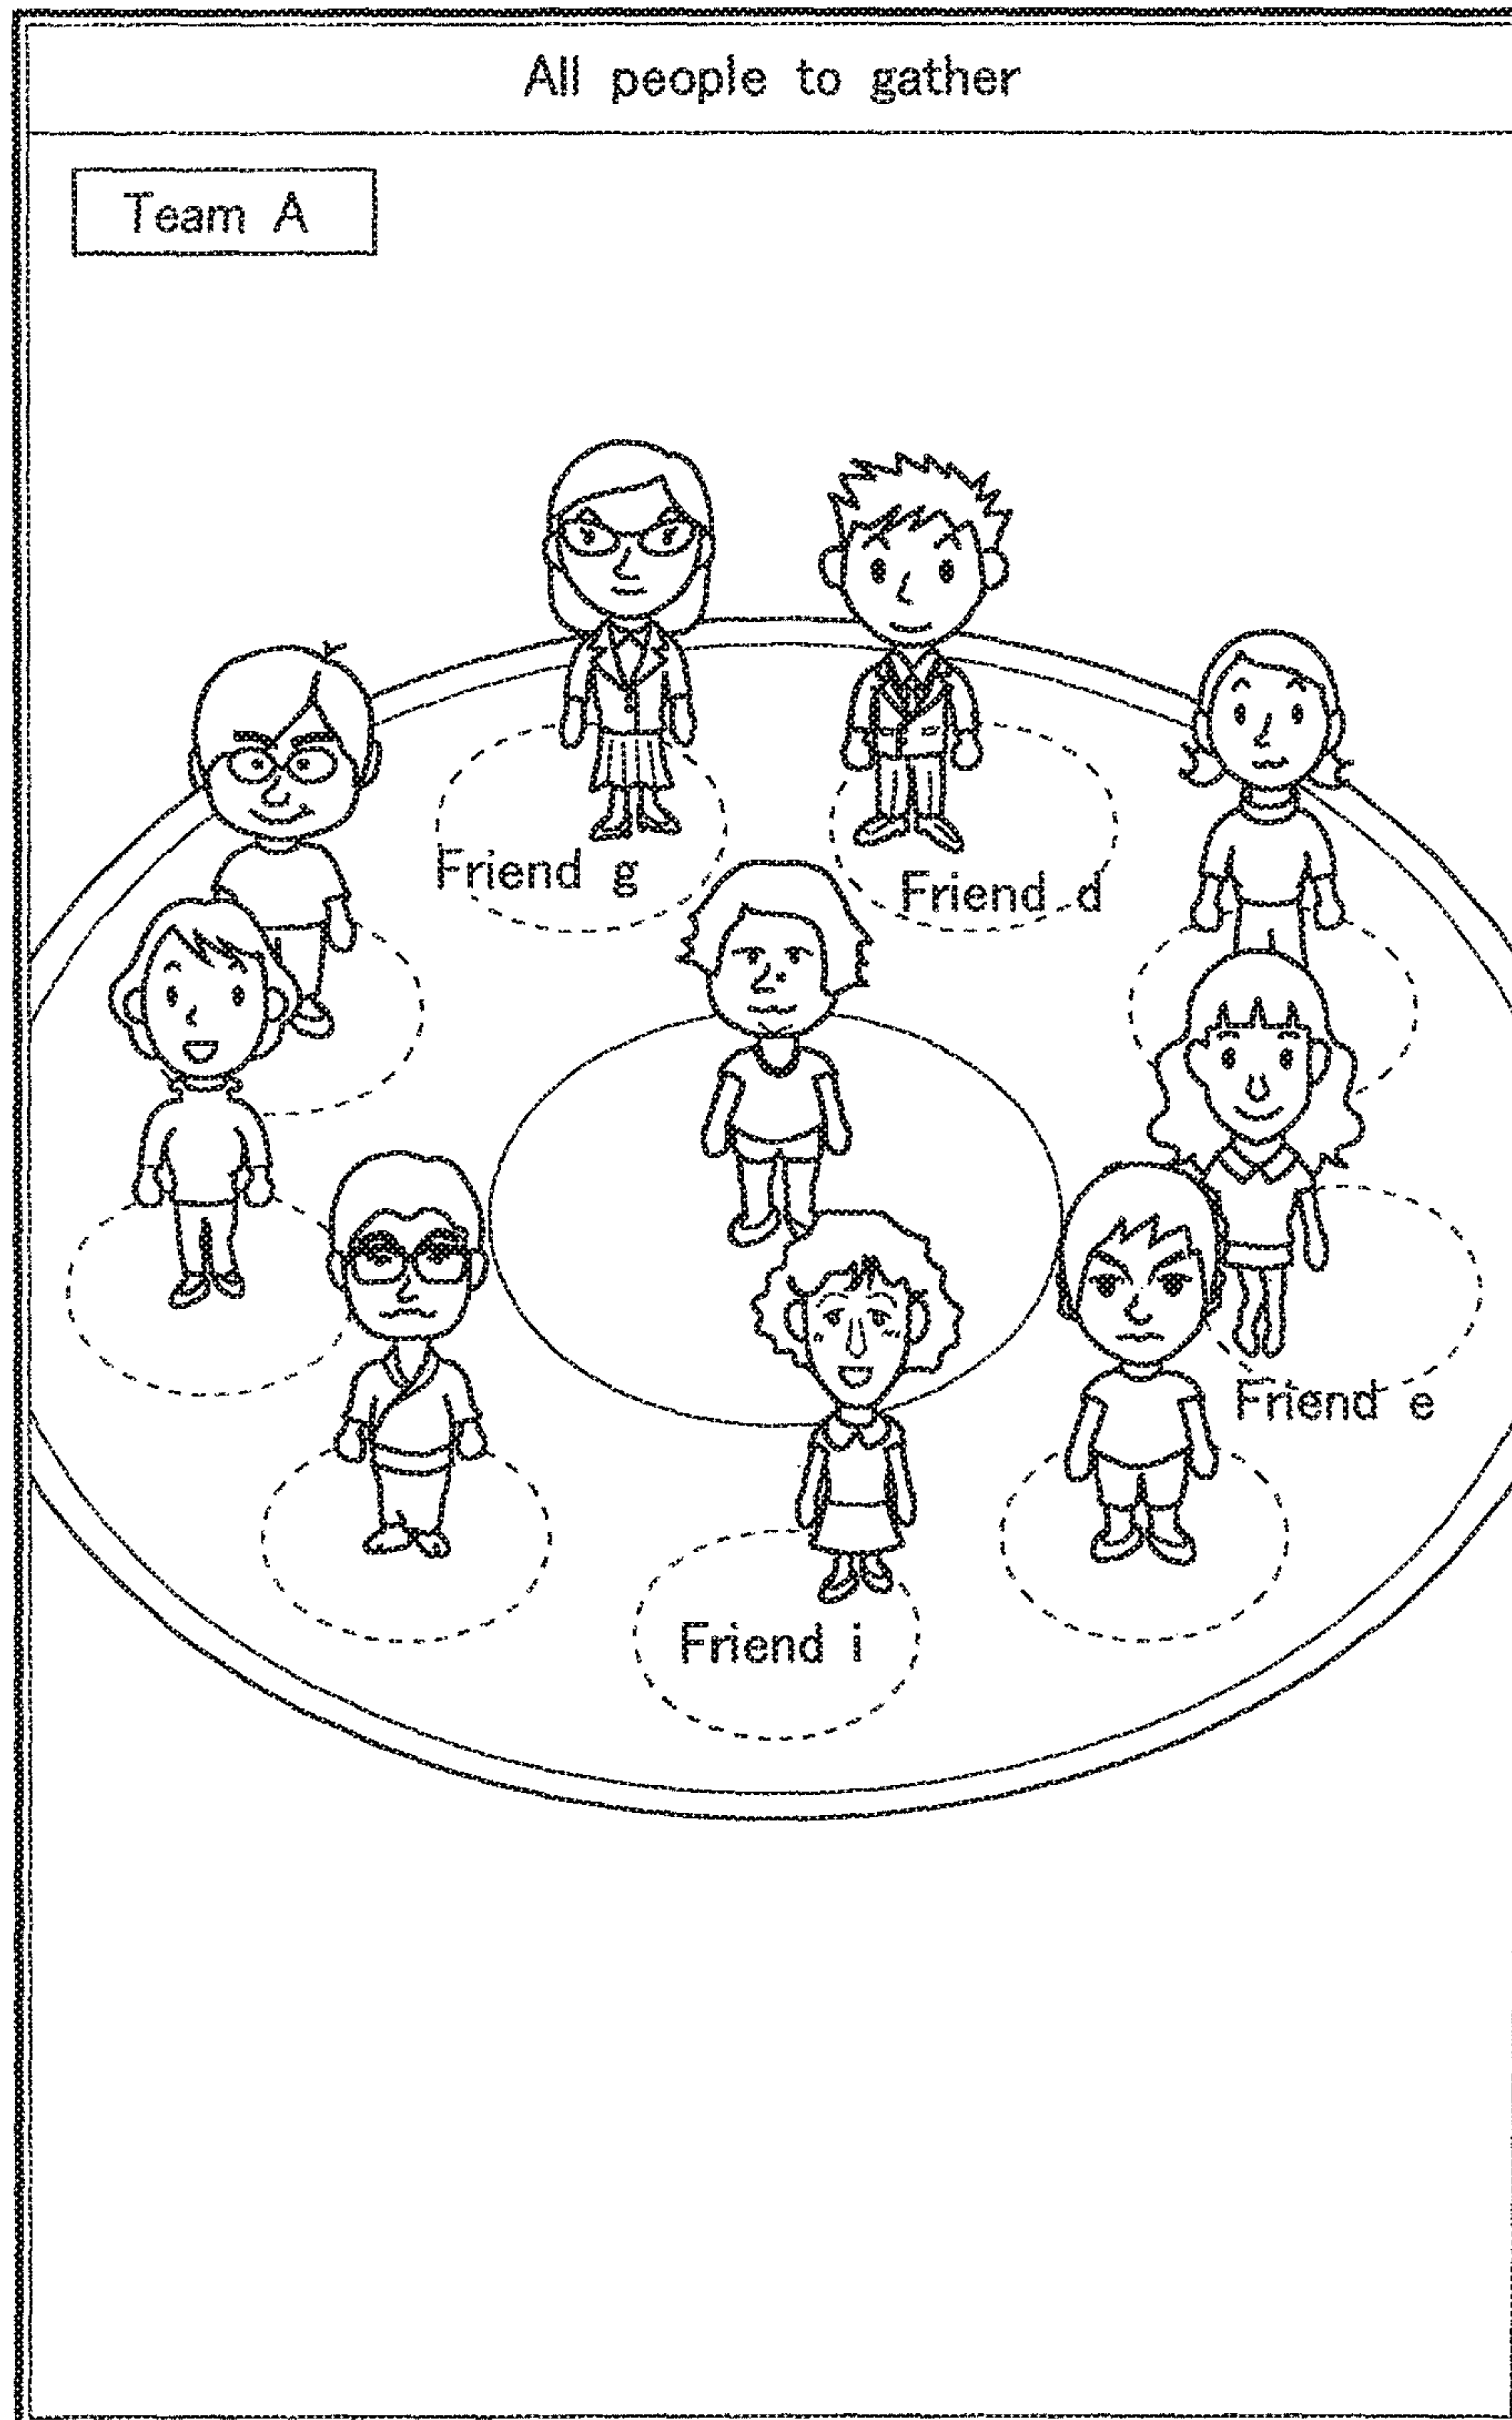 All people to gather
Team A
Friend g
Friend d
Friend e
Friend i